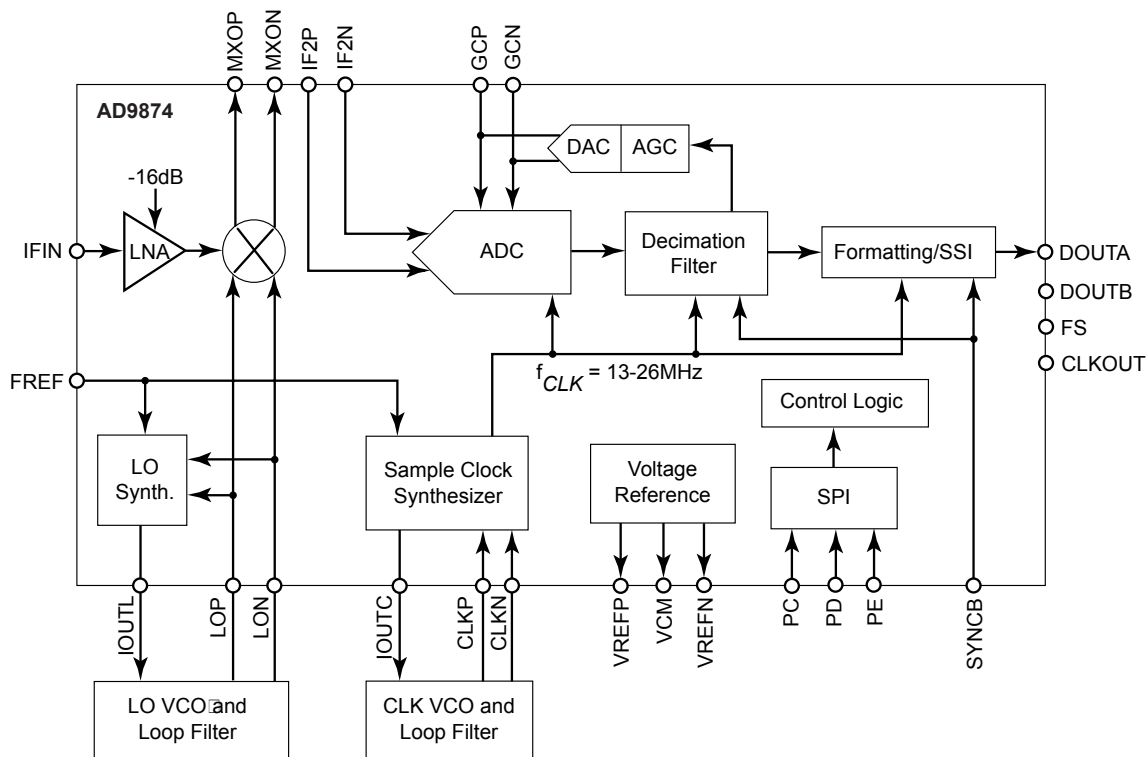 MXOP
MXON
IF2P
IF2N
GCP
GCN
AD9874
DAC
AGC
-16dB
IFIN
LNA
ADC
Decimation
Filter
Formatting/SSI
DOUTA
DOUTB
FS
CLKOUT
FREF
fCLK = 13-26MHz
Control Logic
LO
Synth.
Sample Clock
Synthesizer
Voltage
Reference
SPI
IOUTL
LOP
LON
IOUTC
CLKP
CLKN
VREFP
VCM
VREFN
PC
PD
PE
SYNCB
LO VCO and
Loop Filter
CLK VCO and
Loop Filter